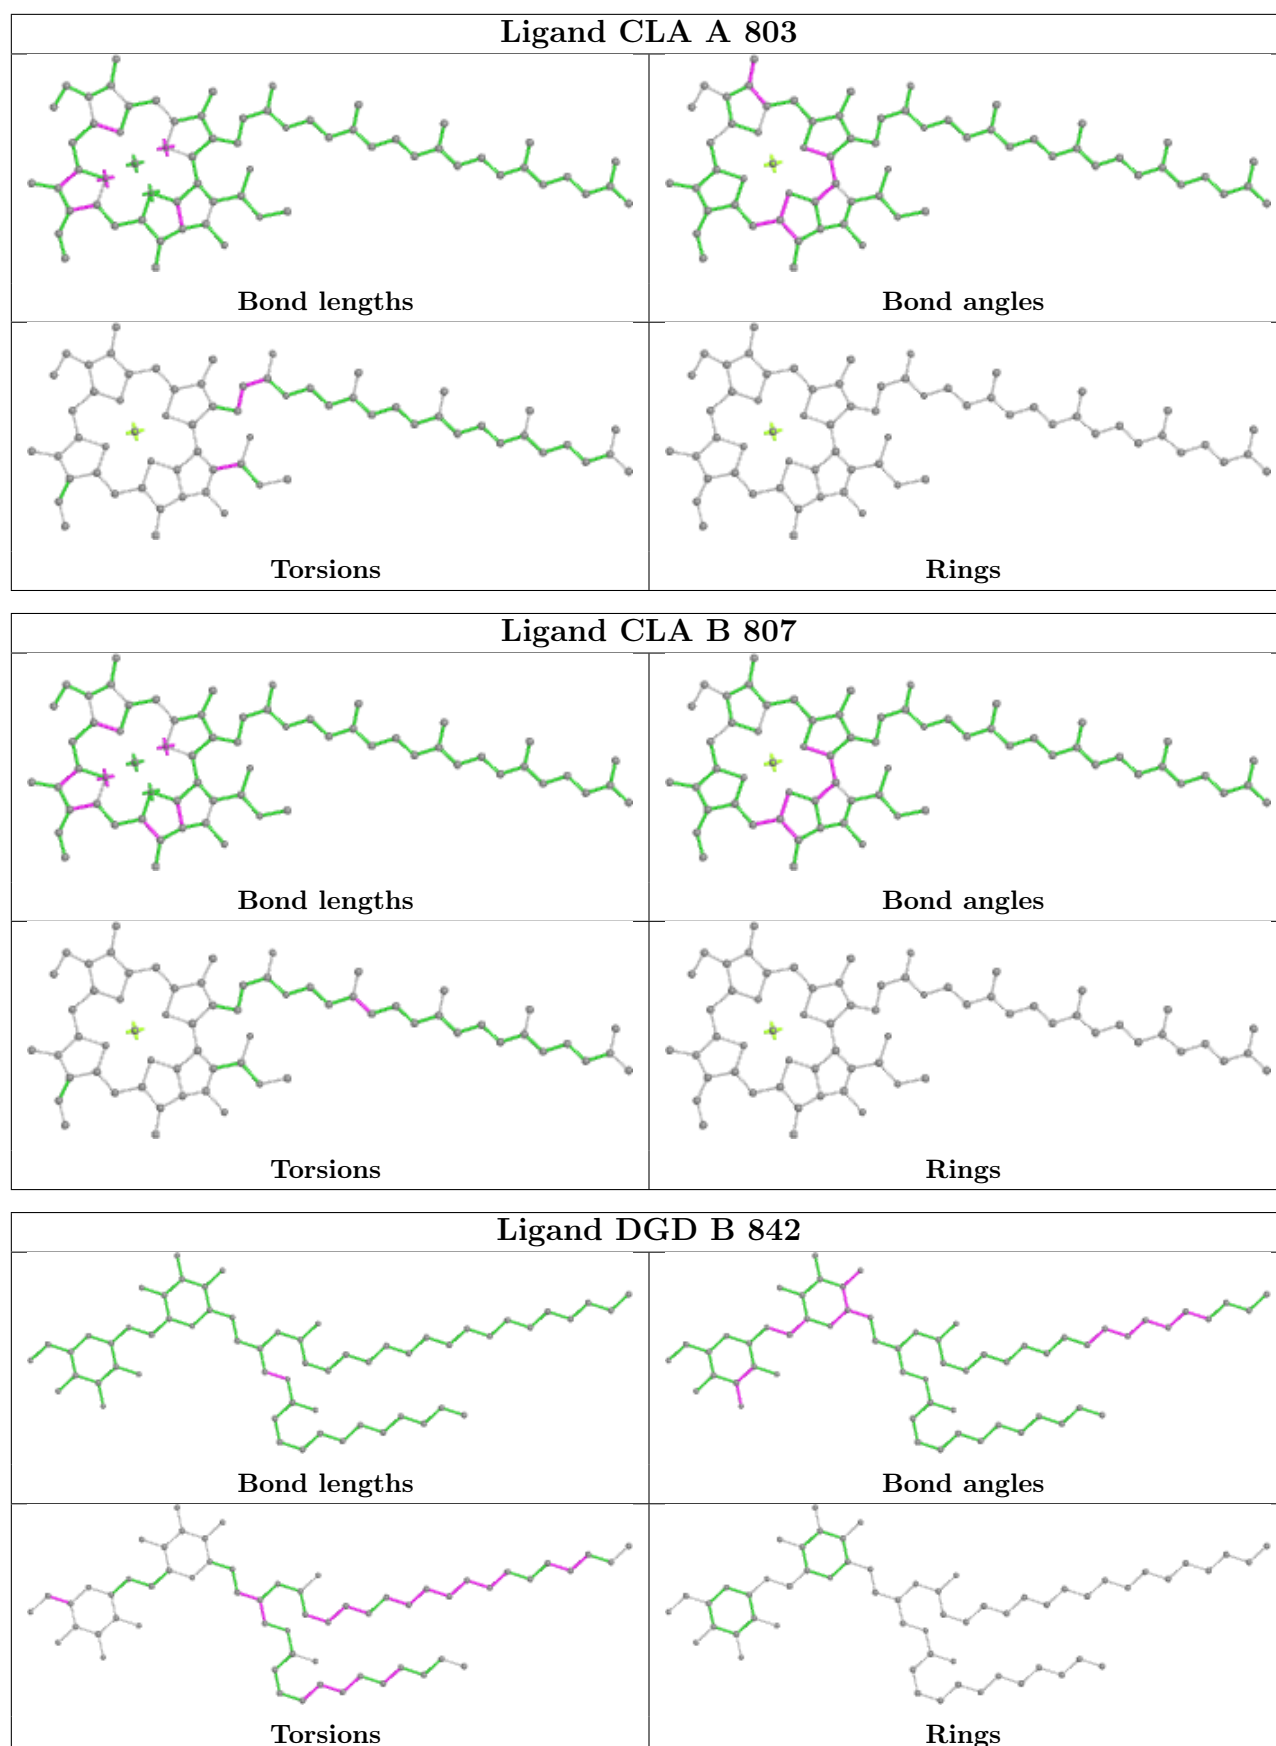 Ligand CLA A 803
Bond lengths
Bond angles
Torsions
Rings
Ligand CLA B 807
Bond lengths
Bond angles
Torsions
Rings
Ligand DGD B 842
Bond lengths
Bond angles
Torsions
Rings